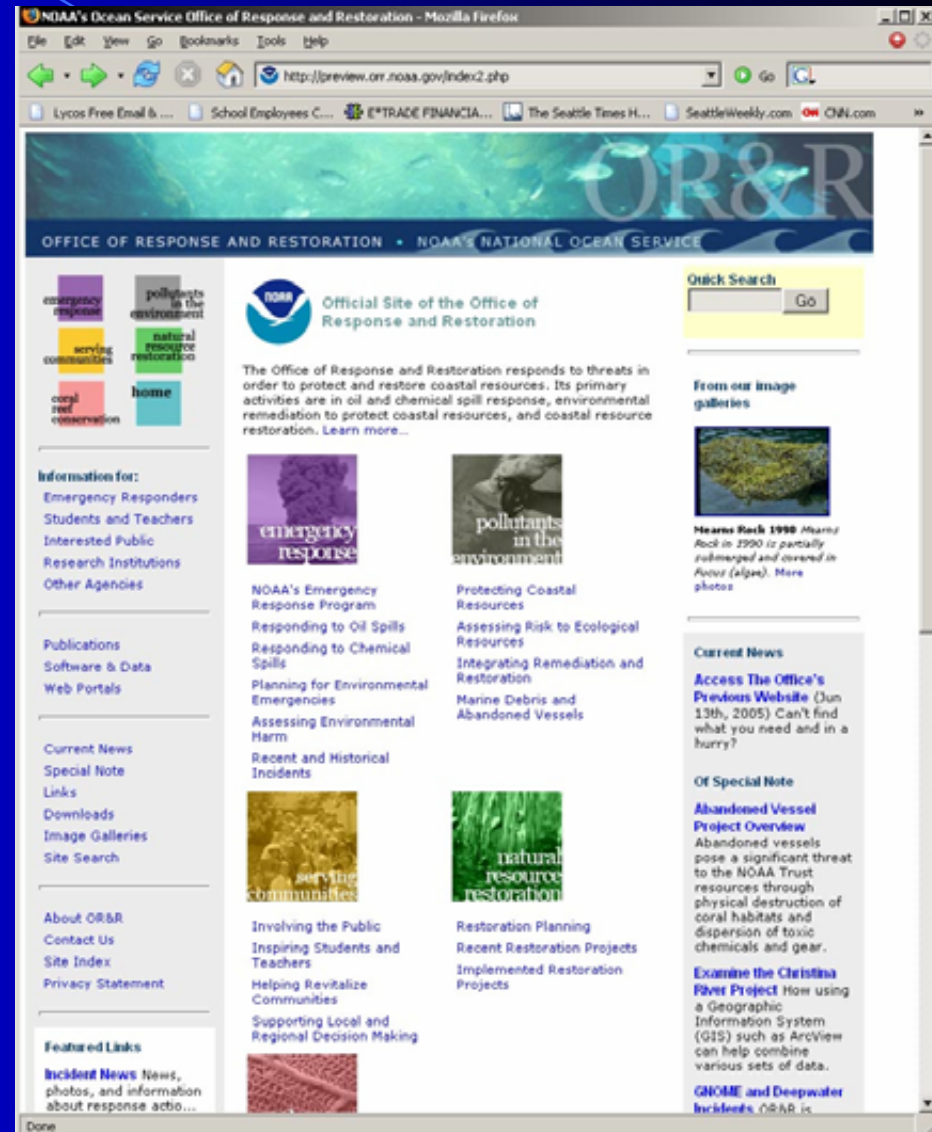 NOAA's Ocean Service Office of Response and Restoration - Mozilla Firefox
File Edit View Go Bookmarks Tools Help
http://preview.orr.noaa.gov/index2.php
Go
Lycos Free Email & .... School Employees C... E*TRADE FINANCIA... The Seattle Times H... SeattleWeekly.com CNN.com »
OR&R
OFFICE OF RESPONSE AND RESTORATION • NOAA's NATIONAL OCEAN SERVICE
emergency
response
pollutants
in the
environment
serving
communities
natural
resource
restoration
coral
reef
conservation
home
Information for:
Emergency Responders
Students and Teachers
Interested Public
Research Institutions
Other Agencies
Publications
Software & Data
Web Portals
Current News
Special Note
Links
Downloads
Image Galleries
Site Search
About OR&R
Contact Us
Site Index
Privacy Statement
Featured Links
Incident News News,
photos, and information
about response actio...
NOAA
Official Site of the Office of
Response and Restoration
The Office of Response and Restoration responds to threats in
order to protect and restore coastal resources. Its primary
activities are in oil and chemical spill response, environmental
remediation to protect coastal resources, and coastal resource
restoration. Learn more...
emergency
response
NOAA's Emergency
Response Program
Responding to Oil Spills
Responding to Chemical
Spills
Planning for Environmental
Emergencies
Assessing Environmental
Harm
Recent and Historical
Incidents
pollutants
in the
environment
Protecting Coastal
Resources
Assessing Risk to Ecological
Resources
Integrating Remediation and
Restoration
Marine Debris and
Abandoned Vessels
serving
communities
Involving the Public
Inspiring Students and
Teachers
Helping Revitalize
Communities
Supporting Local and
Regional Decision Making
natural
resource
restoration
Restoration Planning
Recent Restoration Projects
Implemented Restoration
Projects
Quick Search
Go
From our image
galleries
Mearns Rock 1990 Mearns
Rock in 1990 is partially
submerged and covered in
Fucus (algae). More
photos
Current News
Access The Office's
Previous Website (Jun
13th, 2005) Can't find
what you need and in a
hurry?
Of Special Note
Abandoned Vessel
Project Overview
Abandoned vessels
pose a significant threat
to the NOAA Trust
resources through
physical destruction of
coral habitats and
dispersion of toxic
chemicals and gear.
Examine the Christina
River Project How using
a Geographic
Information System
(GIS) such as ArcView
can help combine
various sets of data.
GNOME and Deepwater
Incidents OR&R is
Done